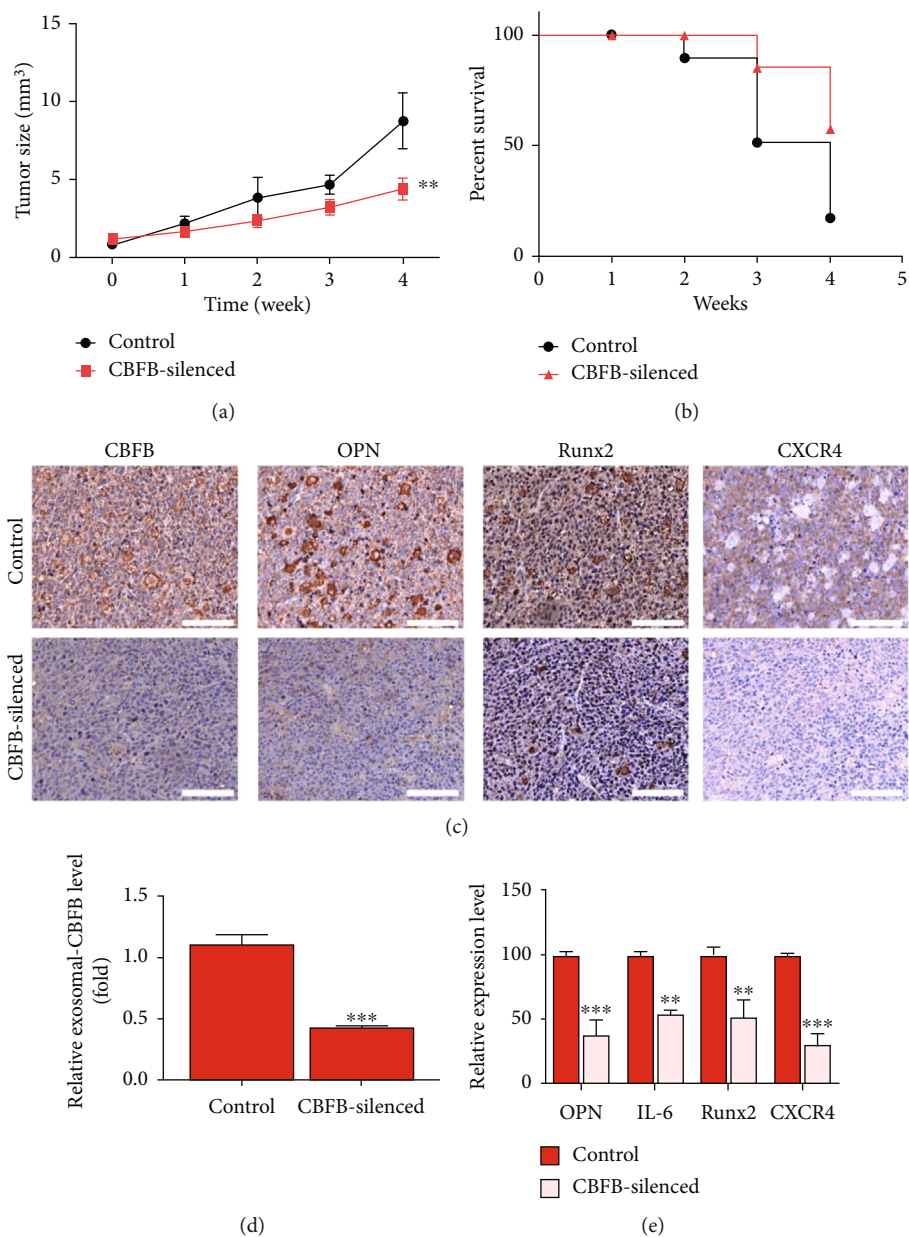 Tumor size (mm³)
15
10
5
0
0 1 2 3 4
Time (week)
**
Control
CBFB-silenced
(a)
Percent survival
100
50
0
0 1 2 3 4 5
Weeks
Control
CBFB-silenced
(b)
CBFB OPN Runx2 CXCR4
Control
CBFB-silenced
(c)
Relative exosomal-CBFB level
(fold)
1.5
1.0
0.5
0.0
***
Control CBFB-silenced
(d)
Relative expression level
150
100
50
0
*** ** ** ***
OPN IL-6 Runx2 CXCR4
Control
CBFB-silenced
(e)